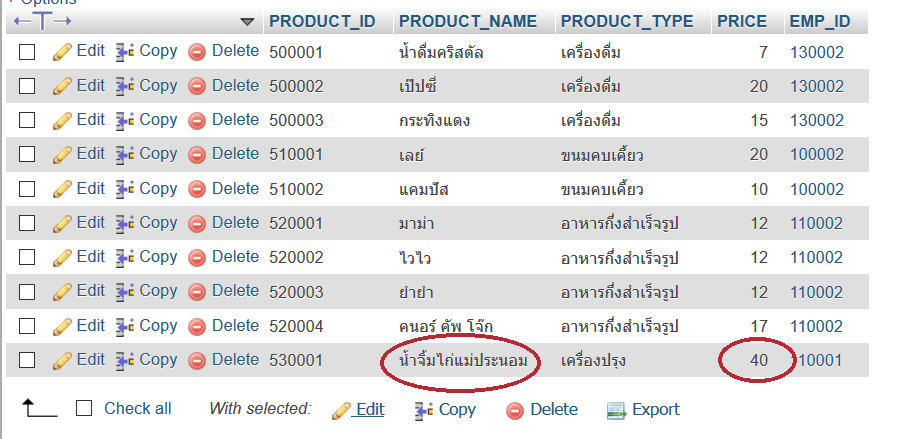 Options
PRODUCT_ID PRODUCT_NAME PRODUCT_TYPE PRICE EMP_ID
Edit Copy Delete 500001 น้ำดื่มคริสตัล เครื่องดื่ม 7 130002
Edit Copy Delete 500002 เป๊ปซี่ เครื่องดื่ม 20 130002
Edit Copy Delete 500003 กระทิงแดง เครื่องดื่ม 15 130002
Edit Copy Delete 510001 เลย์ ขนมคบเคี้ยว 20 100002
Edit Copy Delete 510002 แคมปัส ขนมคบเคี้ยว 10 100002
Edit Copy Delete 520001 มาม่า อาหารกึ่งสำเร็จรูป 12 110002
Edit Copy Delete 520002 ไวไว อาหารกึ่งสำเร็จรูป 12 110002
Edit Copy Delete 520003 ยำยำ อาหารกึ่งสำเร็จรูป 12 110002
Edit Copy Delete 520004 คนอร์ คัพ โจ๊ก อาหารกึ่งสำเร็จรูป 17 110002
Edit Copy Delete 530001 น้ำจิ้มไก่แม่ประนอม เครื่องปรุง 40 110001
Check all With selected: Edit Copy Delete Export